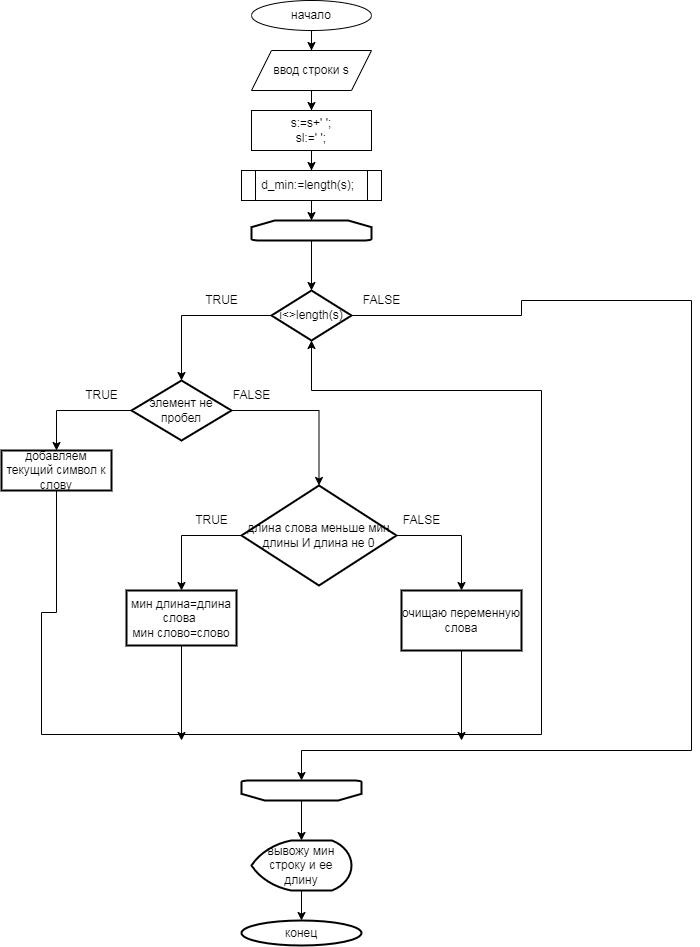 начало
ввод строки s
s:=s+' ';
sl:=' ';
d_min:=length(s);
TRUE
FALSE
i<>length(s)
TRUE
FALSE
элемент не
пробел
добавляем
текущий символ к
слову
TRUE
FALSE
длина слова меньше мин
длины И длина не 0
мин длина=длина
слова
мин слово=слово
очищаю переменную
слова
вывожу мин
строку и ее
длину
конец